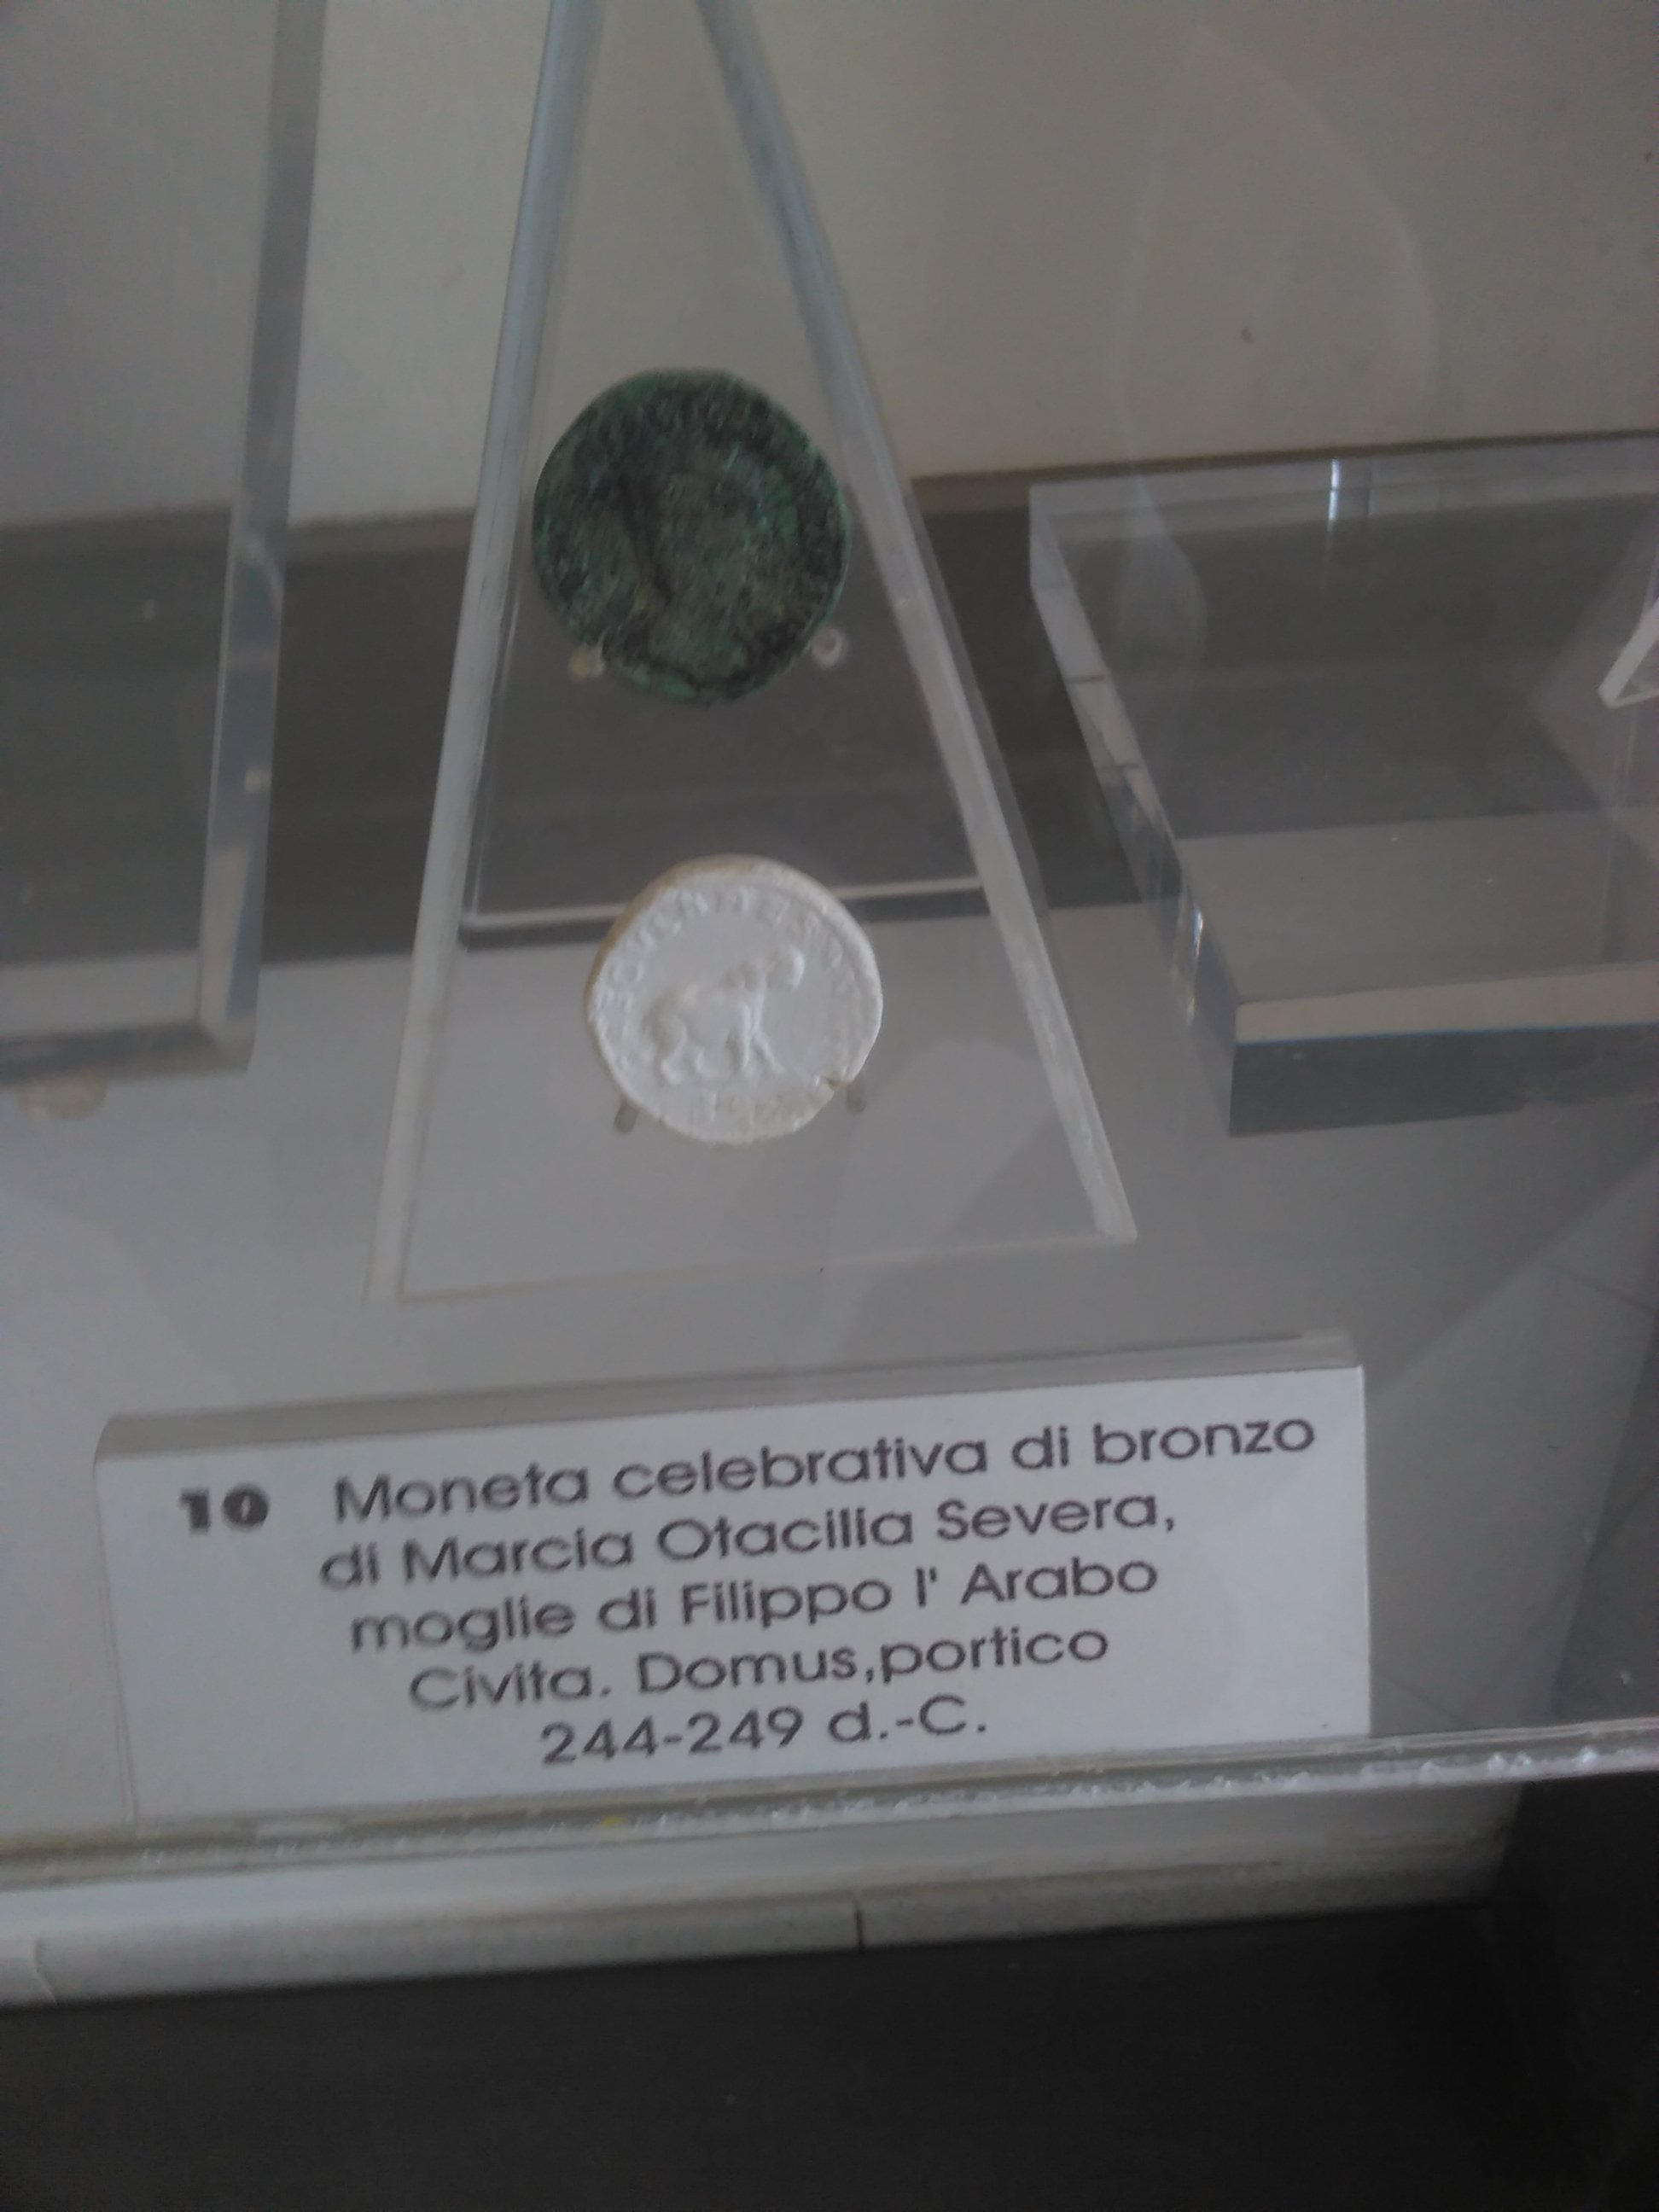 10 Moneta celebrativa di bronzo
di Marcia Otacilia Severa,
moglie di Filippo l' Arabo
Civita. Domus,portico
244-249 d.-C.